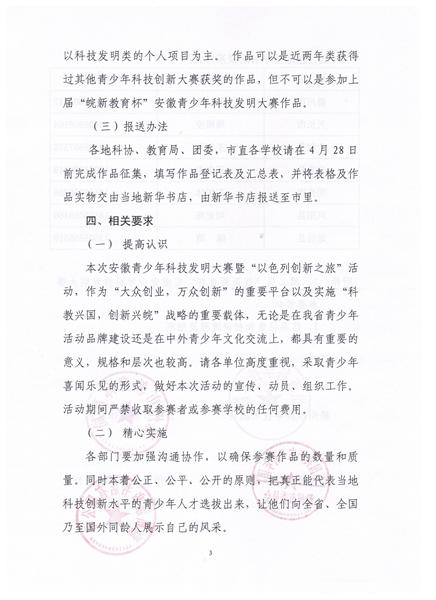 以科技发明类的个人项目为主。 作品可以是近两年类获得
过其他青少年科技创新大赛获奖的作品，但不可以是参加上
届“皖新教育杯”安徽青少年科技发明大赛作品。
（三）报送办法
各地科协、教育局、团委，市直各学校请在 4 月 28 日
前完成作品征集，填写作品登记表及汇总表，并将表格及作
品实物交由当地新华书店，由新华书店报送至市里。
四、相关要求
（一） 提高认识
本次安徽青少年科技发明大赛暨“以色列创新之旅”活
动，作为“大众创业，万众创新”的重要平台以及实施“科
教兴国，创新兴皖”战略的重要载体，无论是在我省青少年
活动品牌建设还是在中外青少年文化交流上，都具有重要的
意义，规格和层次也较高。请各单位高度重视，采取青少年
喜闻乐见的形式，做好本次活动的宣传、动员、组织工作。
活动期间严禁收取参赛者或参赛学校的任何费用。
（二） 精心实施
各部门要加强沟通协作，以确保参赛作品的数量和质
量。同时本着公正、公平、公开的原则，把真正能代表当地
科技创新水平的青少年人才选拔出来，让他们向全省、全国
乃至国外同龄人展示自己的风采。
3